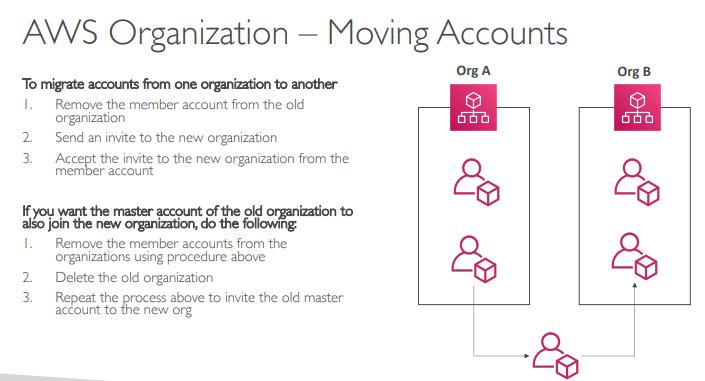 AWS Organization – Moving Accounts
To migrate accounts from one organization to another
1. Remove the member account from the old
organization
2. Send an invite to the new organization
3. Accept the invite to the new organization from the
member account
If you want the master account of the old organization to
also join the new organization, do the following:
1. Remove the member accounts from the
organizations using procedure above
2. Delete the old organization
3. Repeat the process above to invite the old master
account to the new org
Org A
Org B